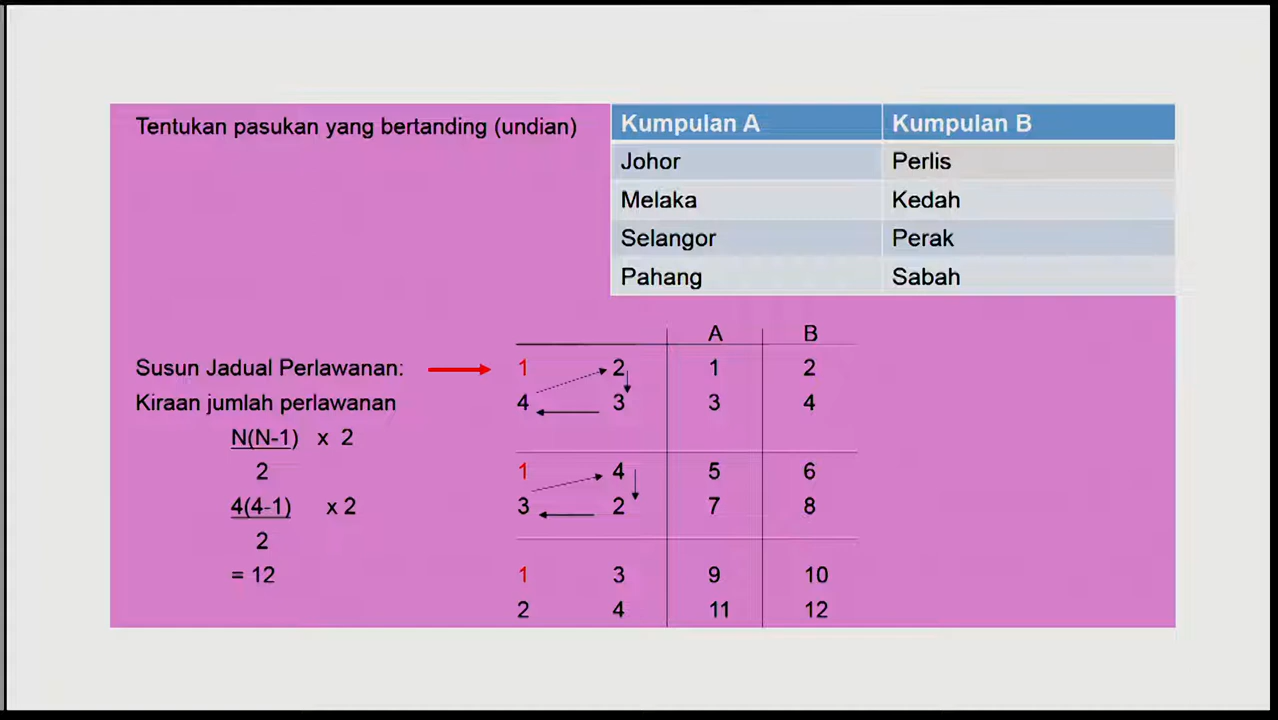 Tentukan pasukan yang bertanding (undian)
Kumpulan A Kumpulan B
Johor Perlis
Melaka Kedah
Selangor Perak
Pahang Sabah
A B
Susun Jadual Perlawanan: 1 2 1 2
Kiraan jumlah perlawanan 4 3 3 4
N(N-1) x 2
2 1 4 5 6
4(4-1) x 2 3 2 7 8
2
= 12 1 3 9 10
2 4 11 12